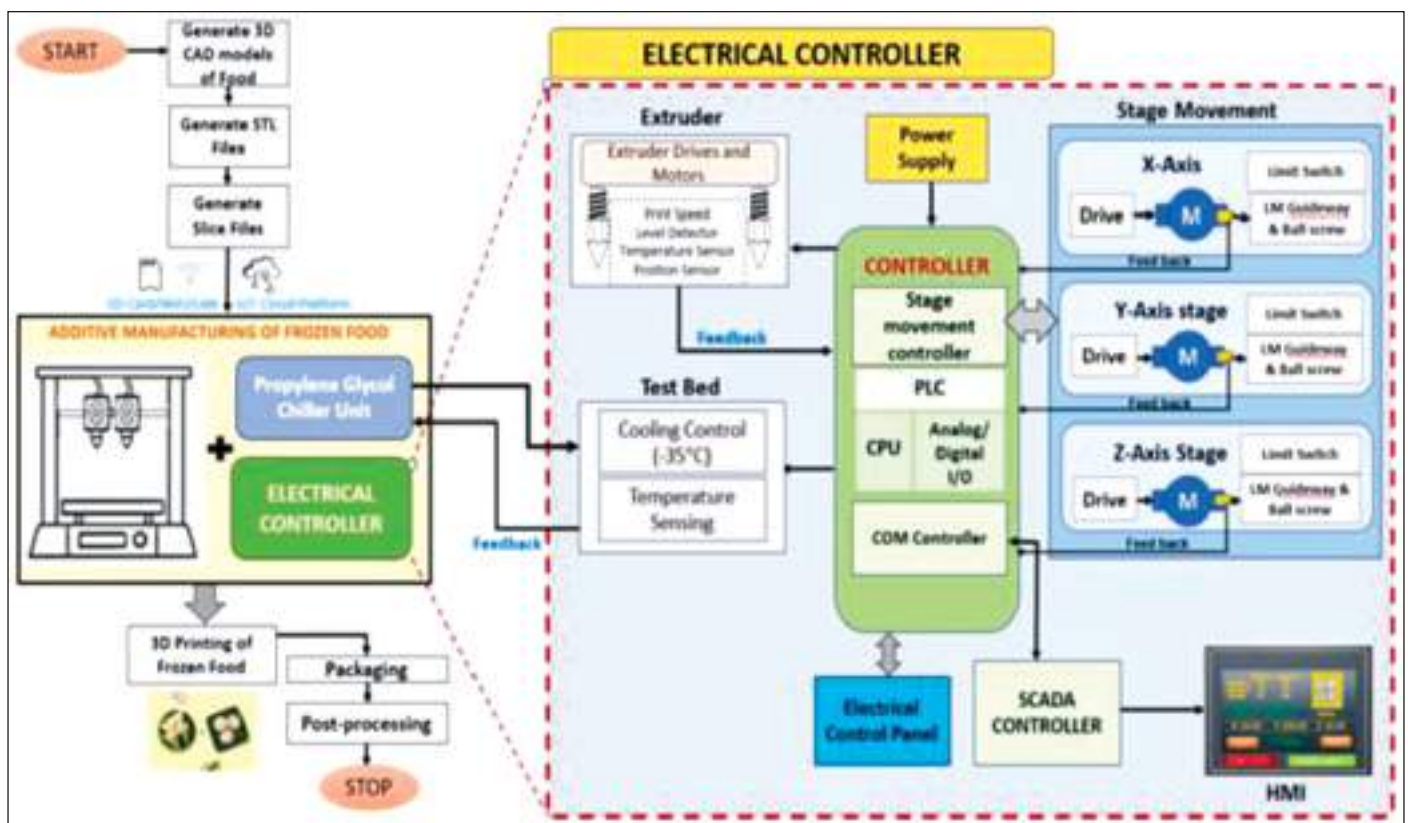 START
Generate 3D
CAD models
of Food
Generate STL
Files
Generate
Slice Files
ADDITIVE MANUFACTURING OF FROZEN FOOD
Propylene Glycol
Chiller Unit
ELECTRICAL
CONTROLLER
3D Printing of
Frozen Food
Packaging
Post-processing
STOP
ELECTRICAL CONTROLLER
Extruder
Extruder Drives and
Motors
Print Speed
Level Detector
Temperature Sensor
Position Sensor
Feedback
Test Bed
Cooling Control
(-35°C)
Temperature
Sensing
Feedback
Power
Supply
CONTROLLER
Stage
movement
controller
PLC
CPU
Analog/
Digital
I/O
COM Controller
Electrical
Control Panel
SCADA
CONTROLLER
HMI
Stage Movement
X-Axis
Drive
M
Limit Switch
LM Guideway
& Ball screw
Feed back
Y-Axis stage
Drive
M
Limit Switch
LM Guideway
& Ball screw
Feed back
Z-Axis Stage
Drive
M
Limit Switch
LM Guideway &
Ball screw
Feed back